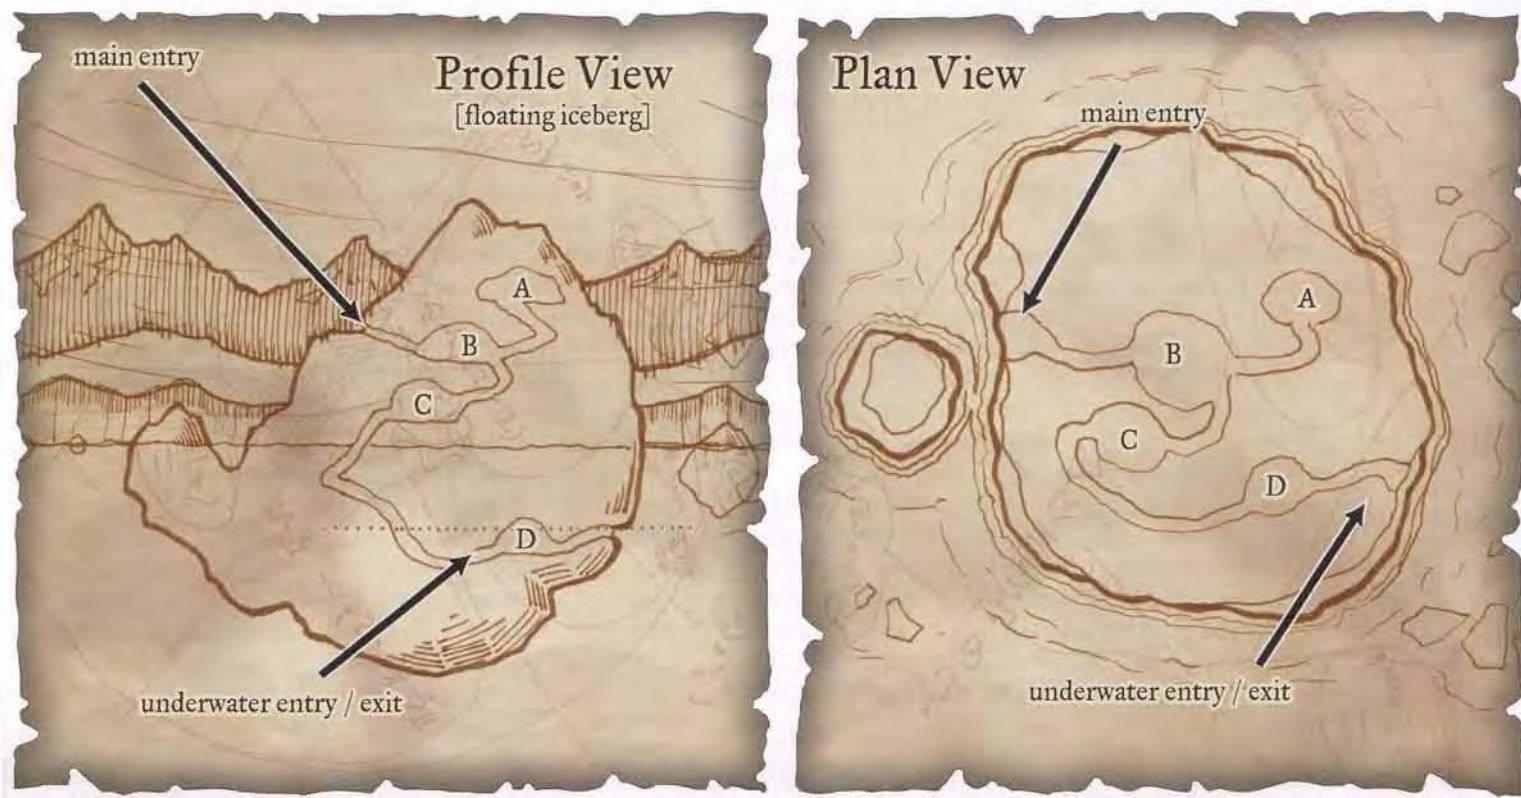 main entry
Profile View
[floating iceberg]
A
B
C
D
underwater entry / exit
Plan View
main entry
A
B
C
D
underwater entry / exit